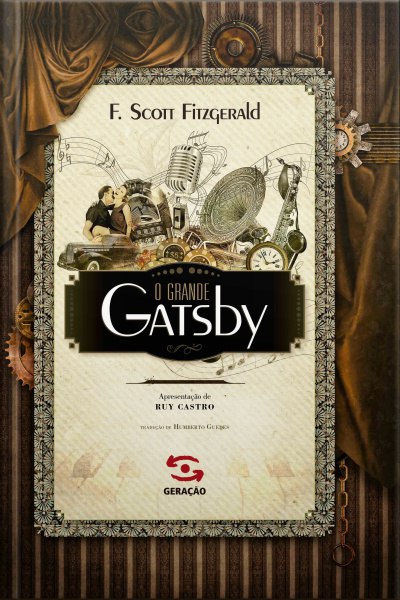 F. Scott Fitzgerald
O GRANDE
GATSBY
Apresentação de
RUY CASTRO
TRADUÇÃO DE HUMBERTO GUEDES
GERAÇÃO